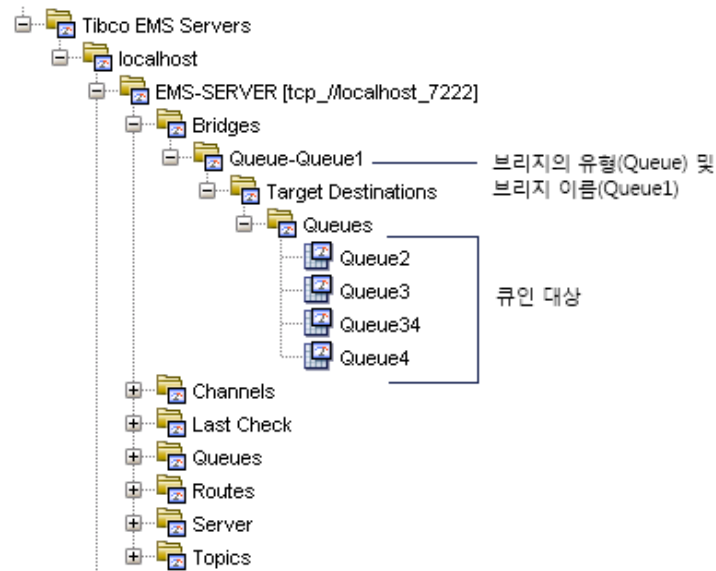 Tibco EMS Servers
localhost
EMS-SERVER [tcp_//localhost_7222]
Bridges
Queue-Queue1
브리지의 유형(Queue) 및
브리지 이름(Queue1)
Target Destinations
Queues
Queue2
Queue3
큐인 대상
Queue34
Queue4
Channels
Last Check
Queues
Routes
Server
Topics